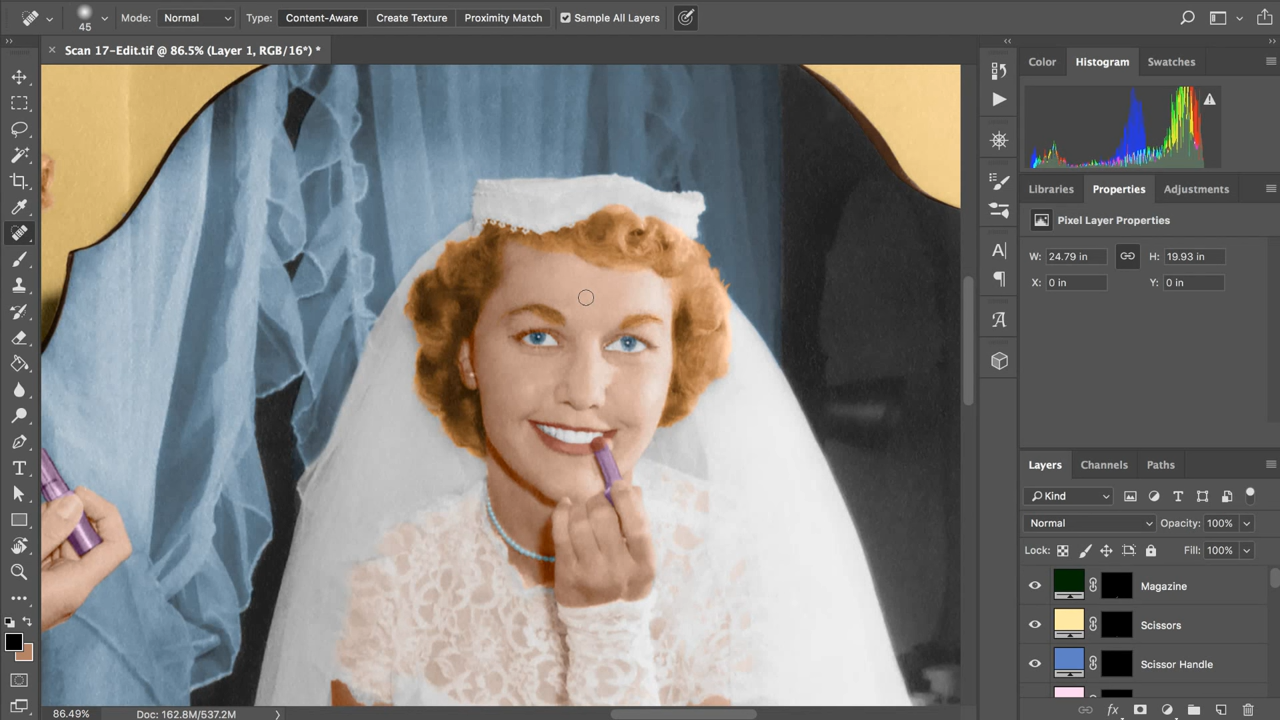 45 Mode: Normal Type: Content-Aware Create Texture Proximity Match Sample All Layers
Scan 17-Edit.tif @ 86.5% (Layer 1, RGB/16*) *
Color Histogram Swatches
Libraries Properties Adjustments
Pixel Layer Properties
W: 24.79 in H: 19.93 in
X: 0 in Y: 0 in
Layers Channels Paths
Kind
Normal Opacity: 100%
Lock: Fill: 100%
Magazine
Scissors
Scissor Handle
86.49% Doc: 162.8M/537.2M